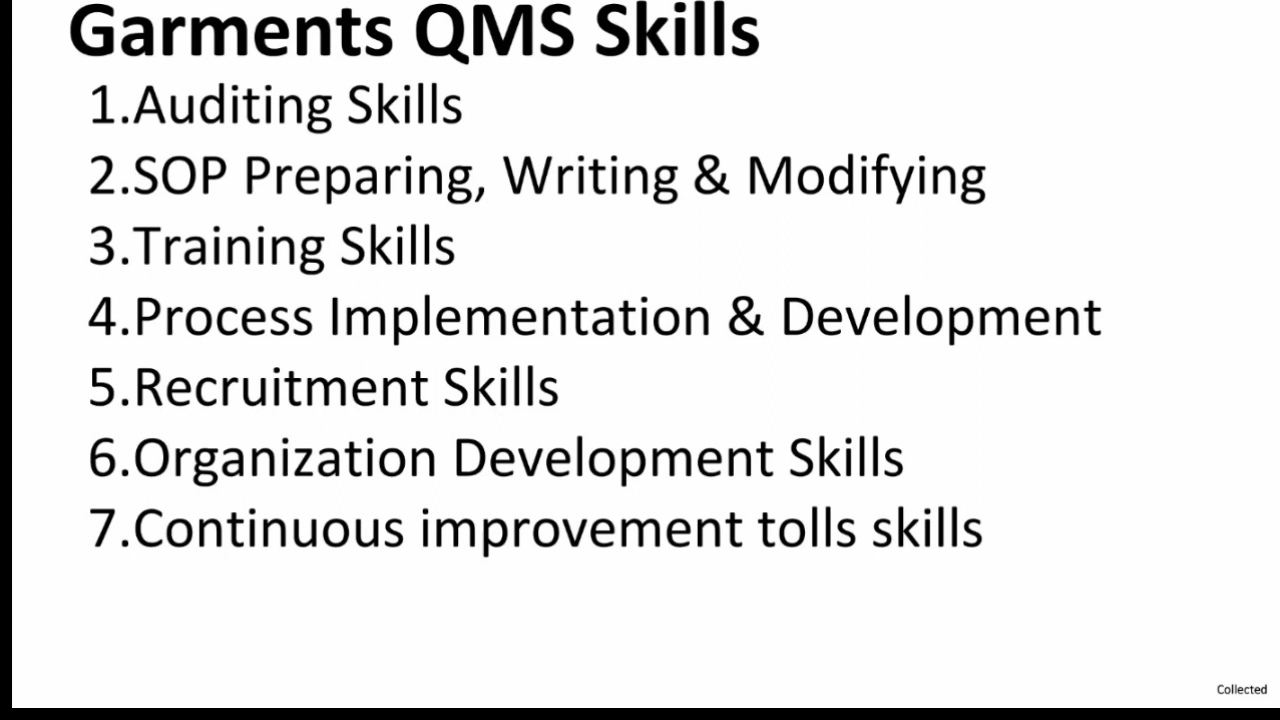 Garments QMS Skills
1.Auditing Skills
2.SOP Preparing, Writing & Modifying
3.Training Skills
4.Process Implementation & Development
5.Recruitment Skills
6.Organization Development Skills
7.Continuous improvement tolls skills
Collected